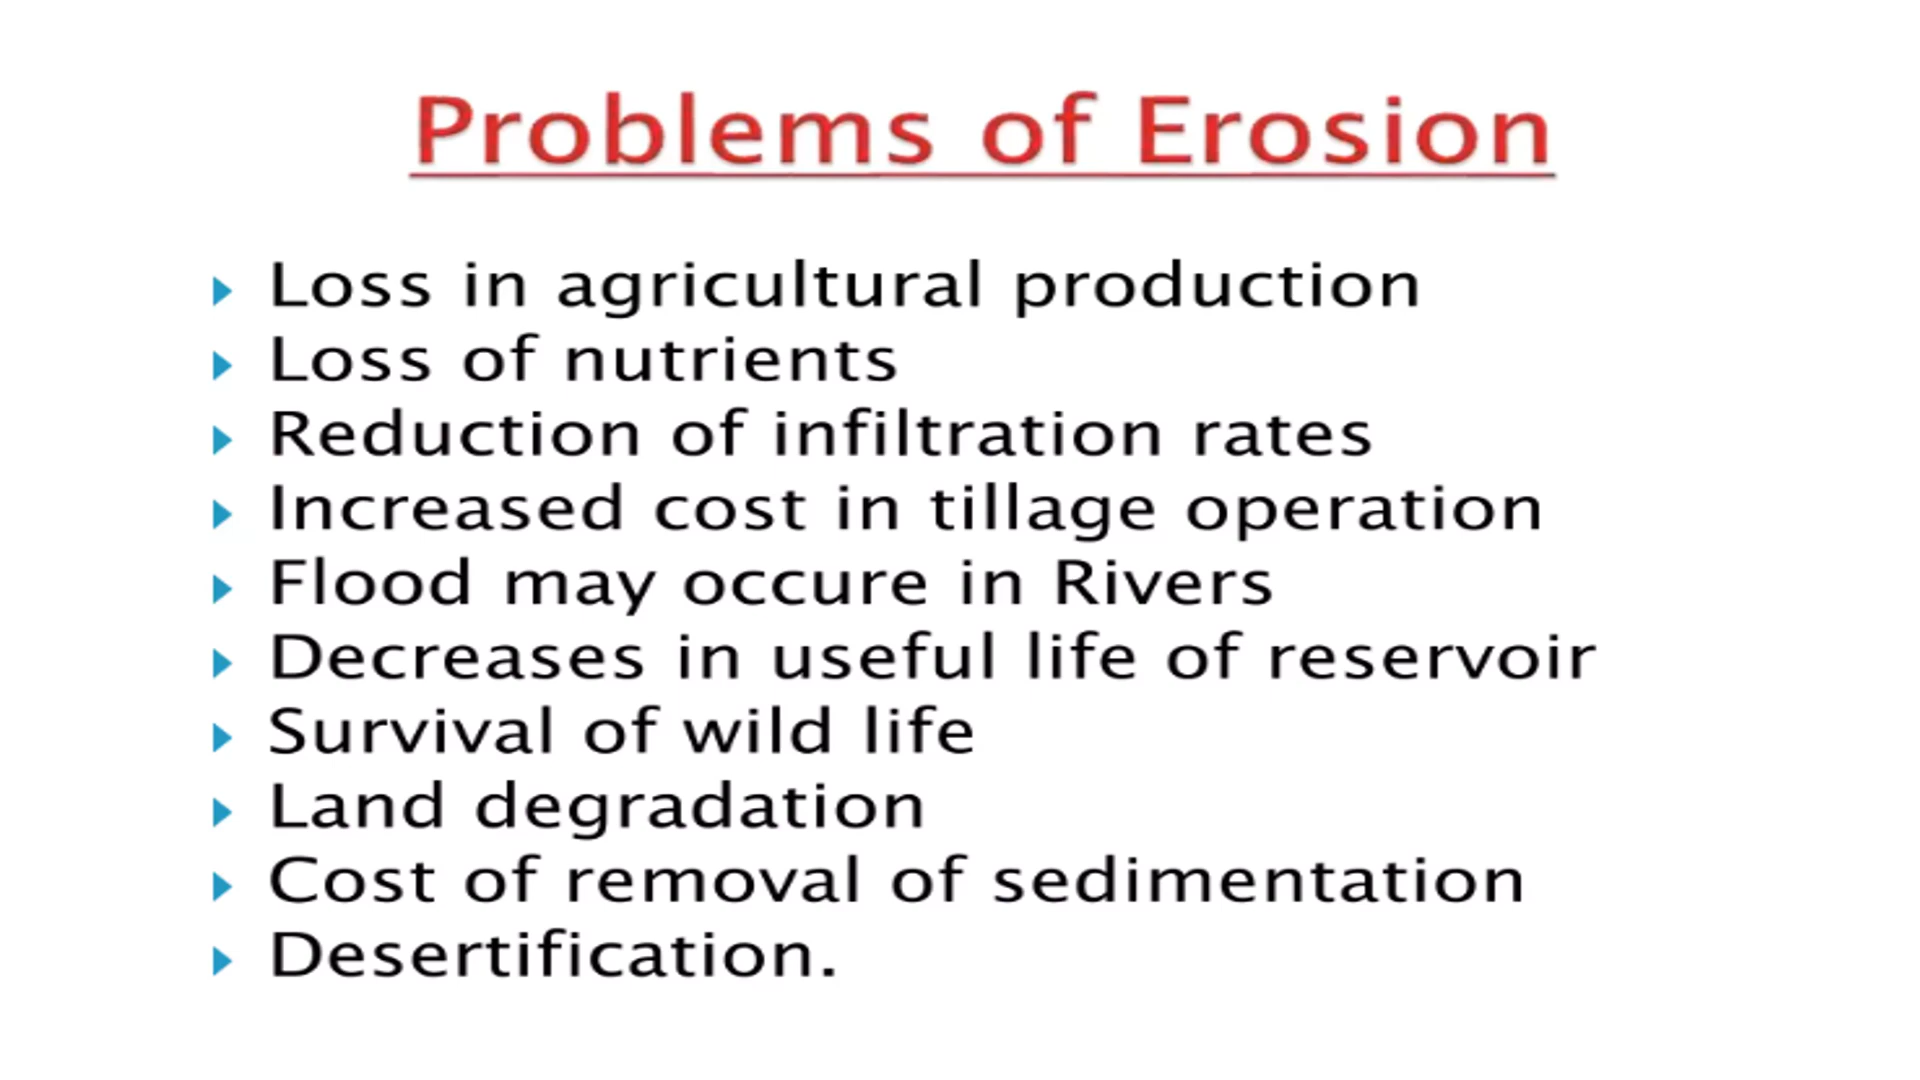 Problems of Erosion
Loss in agricultural production
Loss of nutrients
Reduction of infiltration rates
Increased cost in tillage operation
Flood may occure in Rivers
Decreases in useful life of reservoir
Survival of wild life
Land degradation
Cost of removal of sedimentation
Desertification.